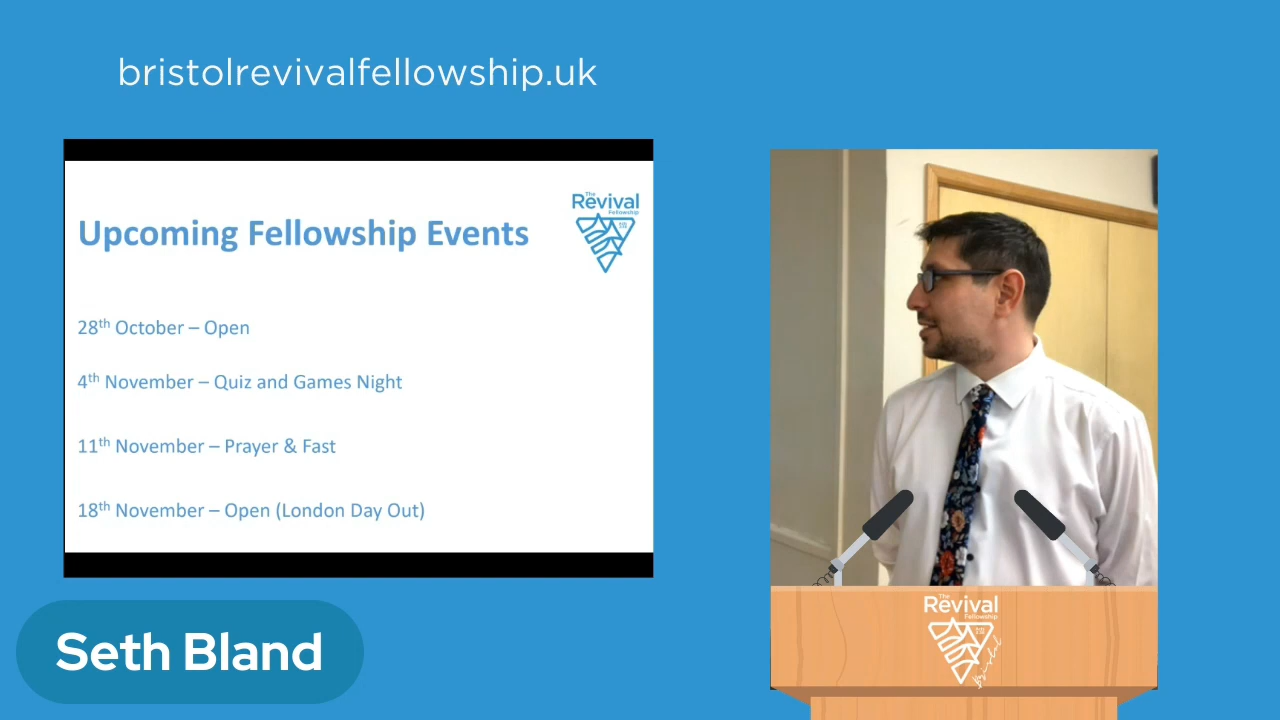 bristolrevivalfellowship.uk
The
Revival
Fellowship
Upcoming Fellowship Events
28th October – Open
4th November – Quiz and Games Night
11th November – Prayer & Fast
18th November – Open (London Day Out)
Seth Bland
The
Revival
Fellowship
Bristol